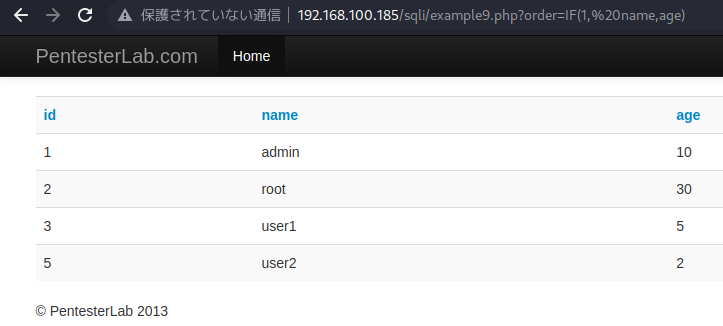 保護されていない通信 192.168.100.185/sqli/example9.php?order=IF(1,%20name,age)
PentesterLab.com Home
id name age
1 admin 10
2 root 30
3 user1 5
5 user2 2
© PentesterLab 2013